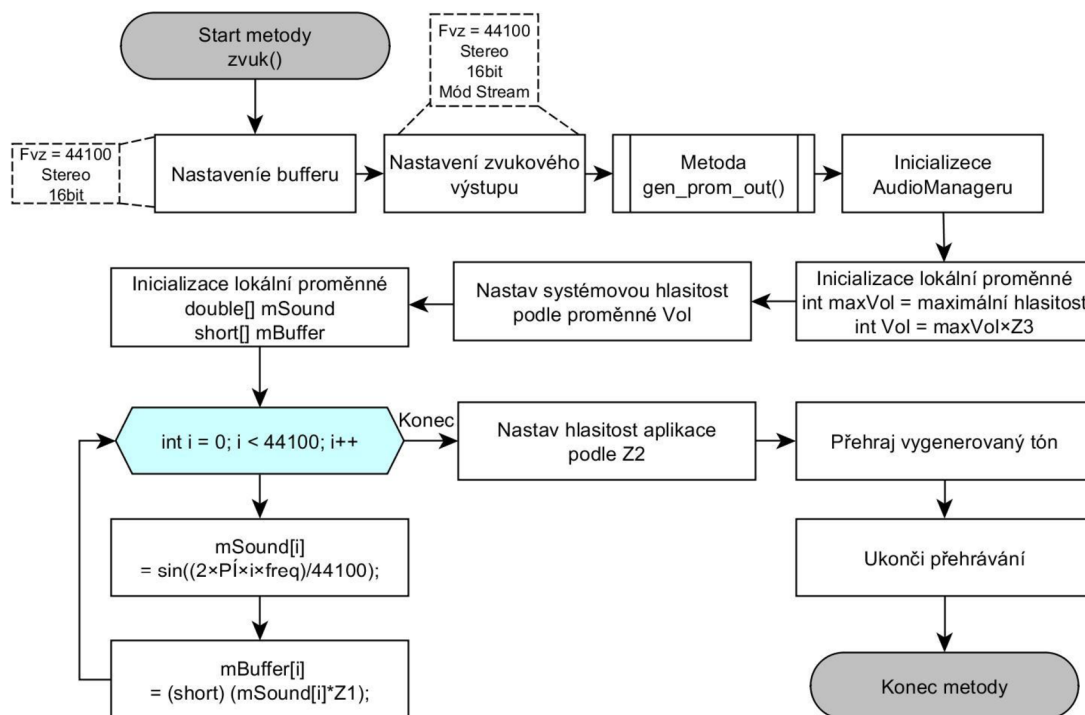 Start metody
zvuk()
Fvz = 44100
Stereo
16bit
Mód Stream
Fvz = 44100
Stereo
16bit
Nastaveníe bufferu
Nastavení zvukového
výstupu
Metoda
gen_prom_out()
Inicializece
AudioManageru
Inicializace lokální proměnné
int maxVol = maximální hlasitost
int Vol = maxVol×Z3
Nastav systémovou hlasitost
podle proměnné Vol
Inicializace lokální proměnné
double[] mSound
short[] mBuffer
int i = 0; i < 44100; i++
Konec
Nastav hlasitost aplikace
podle Z2
Přehraj vygenerovaný tón
mSound[i]
= sin((2×PÍ×i×freq)/44100);
Ukonči přehrávání
mBuffer[i]
= (short) (mSound[i]*Z1);
Konec metody